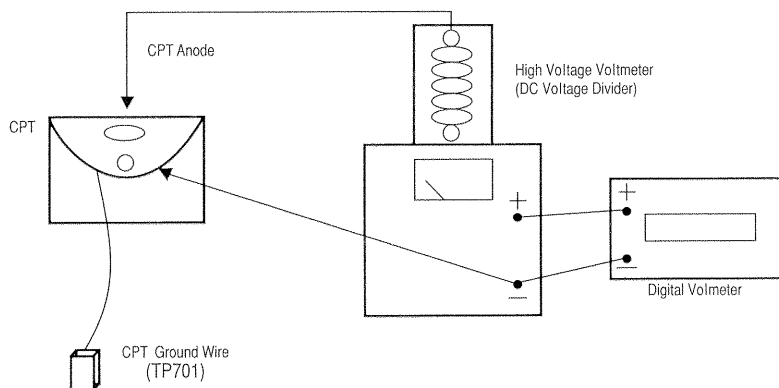 CPT Anode
High Voltage Voltmeter
(DC Voltage Divider)
CPT
+
+
—
—
Digital Volmeter
CPT Ground Wire
(TP701)